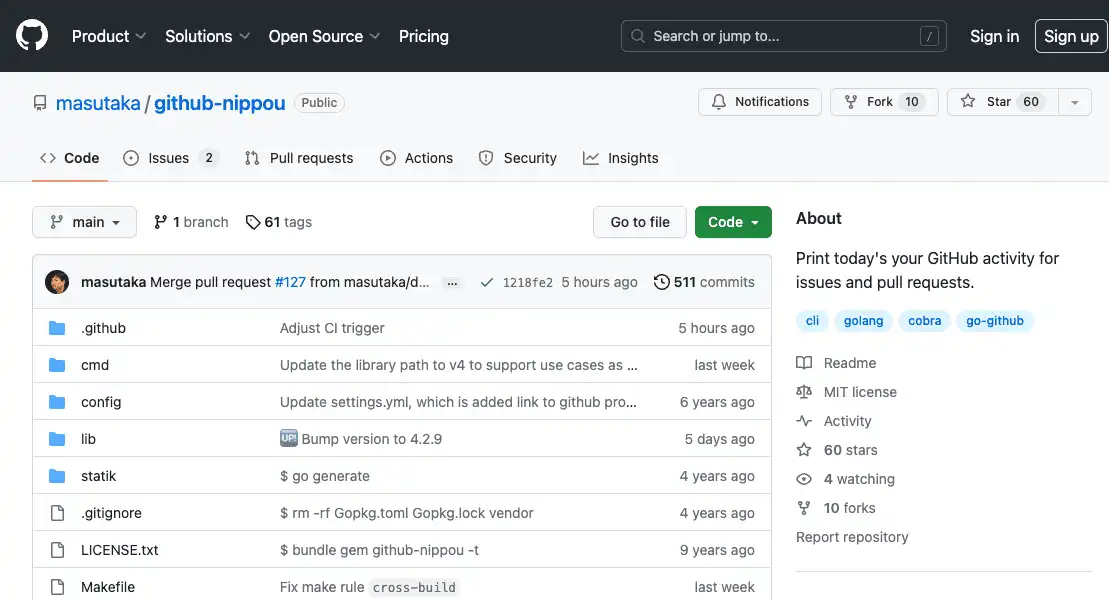 Product Solutions Open Source Pricing Search or jump to... / Sign in Sign up
masutaka / github-nippou Public Notifications Fork 10 Star 60
Code Issues 2 Pull requests Actions Security Insights
main 1 branch 61 tags Go to file Code
masutaka Merge pull request #127 from masutaka/d... ... 1218fe2 5 hours ago 511 commits
.github Adjust CI trigger 5 hours ago
cmd Update the library path to v4 to support use cases as ... last week
config Update settings.yml, which is added link to github pro... 6 years ago
lib UP! Bump version to 4.2.9 5 days ago
statik $ go generate 4 years ago
.gitignore $ rm -rf Gopkg.toml Gopkg.lock vendor 4 years ago
LICENSE.txt $ bundle gem github-nippou -t 9 years ago
Makefile Fix make rule cross-build last week
About
Print today's your GitHub activity for
issues and pull requests.
cli golang cobra go-github
Readme
MIT license
Activity
60 stars
4 watching
10 forks
Report repository